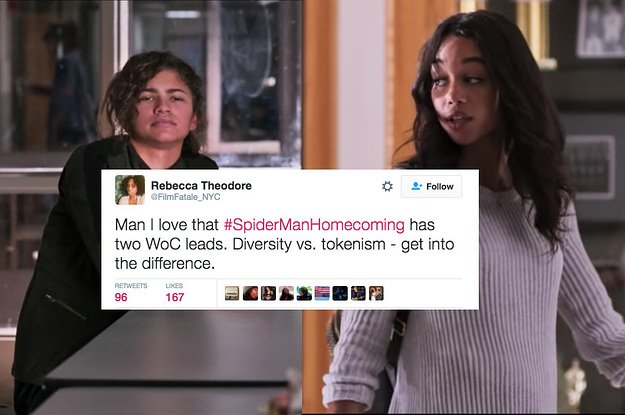 Rebecca Theodore
@FilmFatale_NYC
Follow
Man I love that #SpiderManHomecoming has
two WoC leads. Diversity vs. tokenism - get into
the difference.
RETWEETS LIKES
96 167